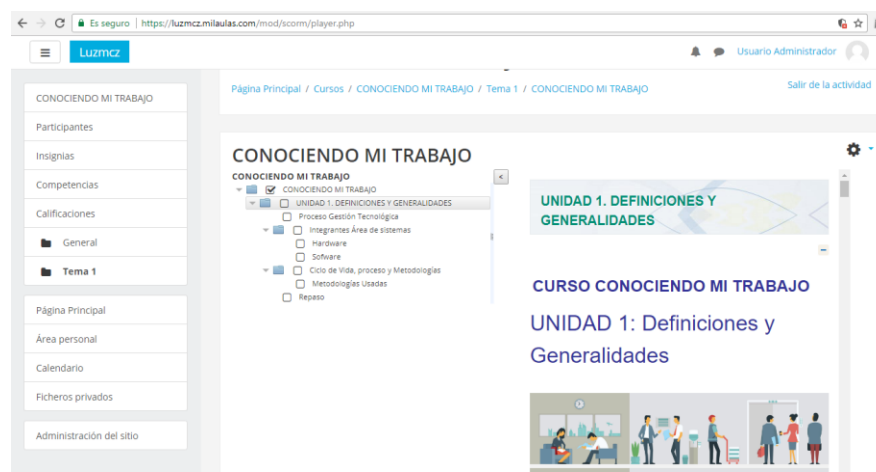 Es seguro | https://luzmcz.milaulas.com/mod/scorm/player.php
Luzmcz
Usuario Administrador
Página Principal / Cursos / CONOCIENDO MI TRABAJO / Tema 1 / CONOCIENDO MI TRABAJO
Salir de la actividad
CONOCIENDO MI TRABAJO
Participantes
Insignias
Competencias
Calificaciones
General
Tema 1
Página Principal
Área personal
Calendario
Ficheros privados
Administración del sitio
CONOCIENDO MI TRABAJO
CONOCIENDO MI TRABAJO
CONOCIENDO MI TRABAJO
UNIDAD 1. DEFINICIONES Y GENERALIDADES
Proceso Gestión Tecnológica
Integrantes Área de sistemas
Hardware
Sofware
Ciclo de Vida, proceso y Metodologías
Metodologías Usadas
Repaso
UNIDAD 1. DEFINICIONES Y
GENERALIDADES
CURSO CONOCIENDO MI TRABAJO
UNIDAD 1: Definiciones y
Generalidades